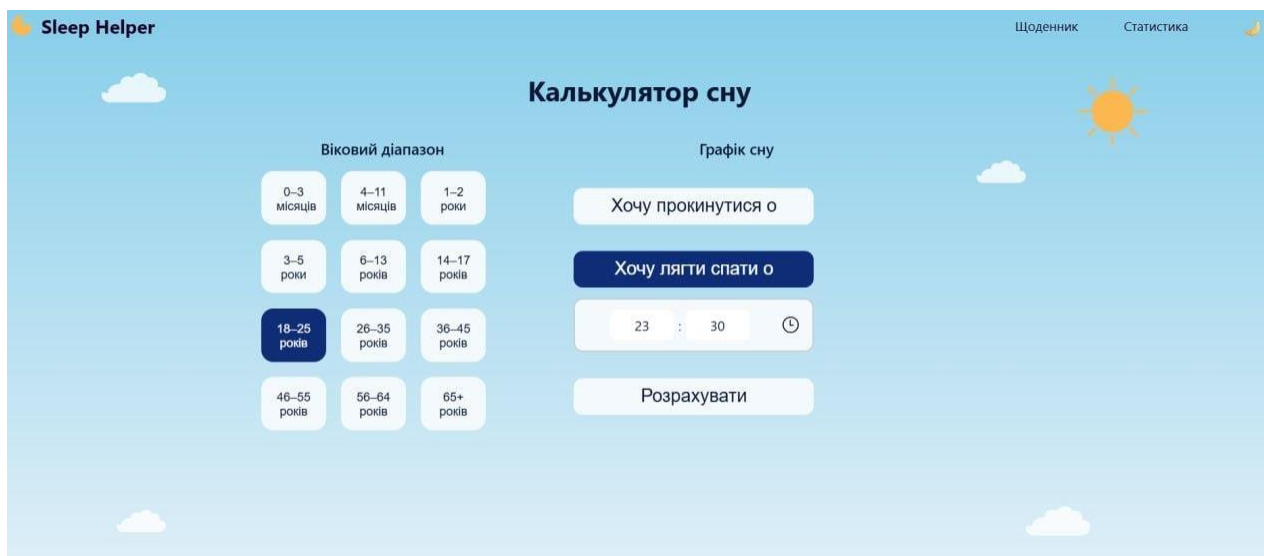 Sleep Helper
Щоденник
Статистика
Калькулятор сну
Віковий діапазон
0–3
місяців
4–11
місяців
1–2
роки
3–5
роки
6–13
років
14–17
років
18–25
років
26–35
років
36–45
років
46–55
років
56–64
років
65+
років
Графік сну
Хочу прокинутися о
Хочу лягти спати о
23 : 30
Розрахувати